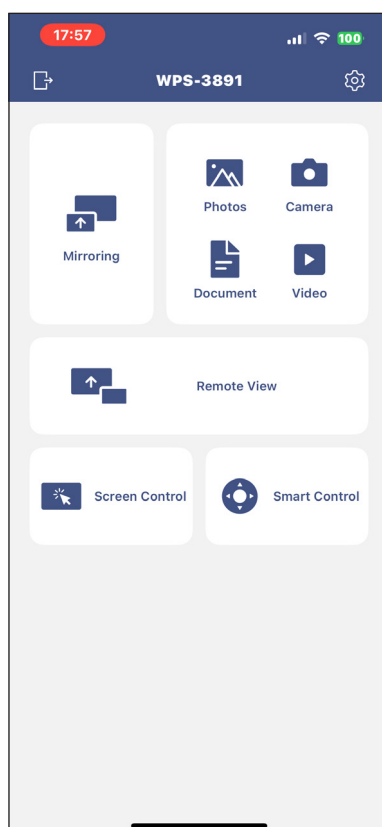 17:57
100
WPS-3891
Photos
Camera
Mirroring
Document
Video
Remote View
Screen Control
Smart Control